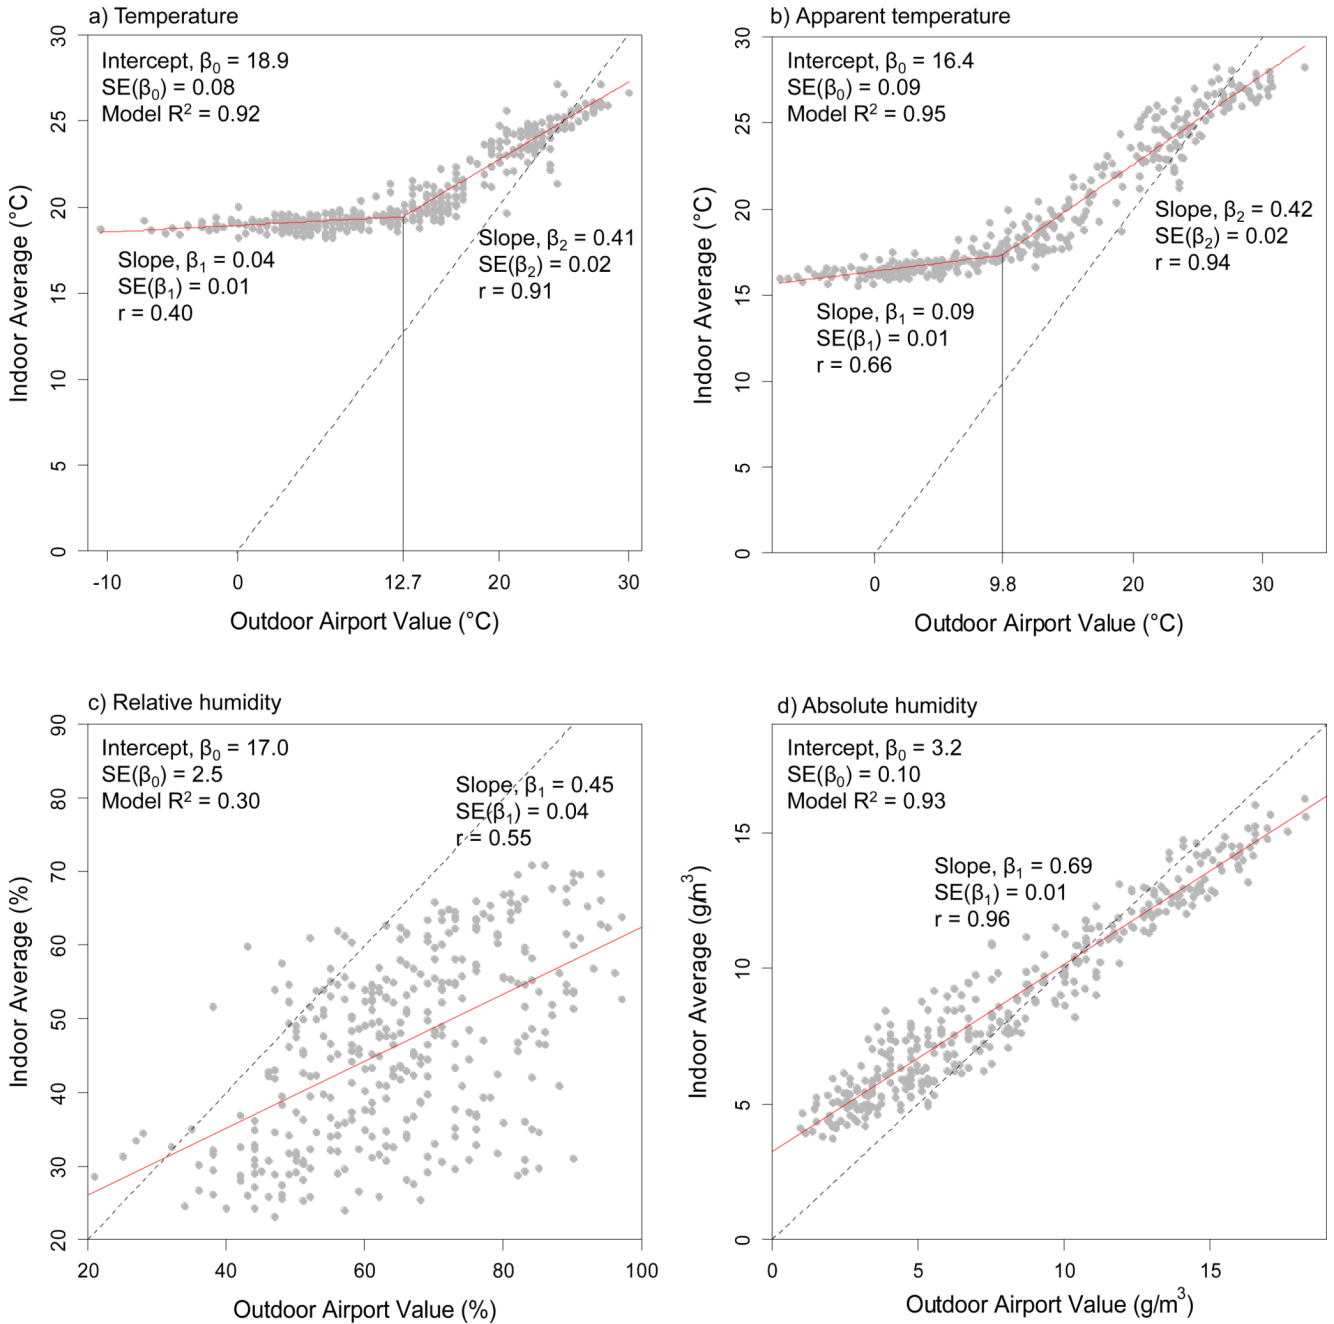 a) Temperature
Intercept, β₀ = 18.9
SE(β₀) = 0.08
Model R² = 0.92
Slope, β₁ = 0.04
SE(β₁) = 0.01
r = 0.40
Slope, β₂ = 0.41
SE(β₂) = 0.02
r = 0.91
30
25
20
15
10
5
0
Indoor Average (°C)
-10
0
12.7
20
30
Outdoor Airport Value (°C)
b) Apparent temperature
Intercept, β₀ = 16.4
SE(β₀) = 0.09
Model R² = 0.95
Slope, β₂ = 0.42
SE(β₂) = 0.02
r = 0.94
Slope, β₁ = 0.09
SE(β₁) = 0.01
r = 0.66
30
25
20
15
10
5
0
Indoor Average (°C)
0
9.8
20
30
Outdoor Airport Value (°C)
c) Relative humidity
Intercept, β₀ = 17.0
SE(β₀) = 2.5
Model R² = 0.30
Slope, β₁ = 0.45
SE(β₁) = 0.04
r = 0.55
90
80
70
60
50
40
30
20
Indoor Average (%)
20
40
60
80
100
Outdoor Airport Value (%)
d) Absolute humidity
Intercept, β₀ = 3.2
SE(β₀) = 0.10
Model R² = 0.93
Slope, β₁ = 0.69
SE(β₁) = 0.01
r = 0.96
15
10
5
0
Indoor Average (g/m³)
0
5
10
15
Outdoor Airport Value (g/m³)